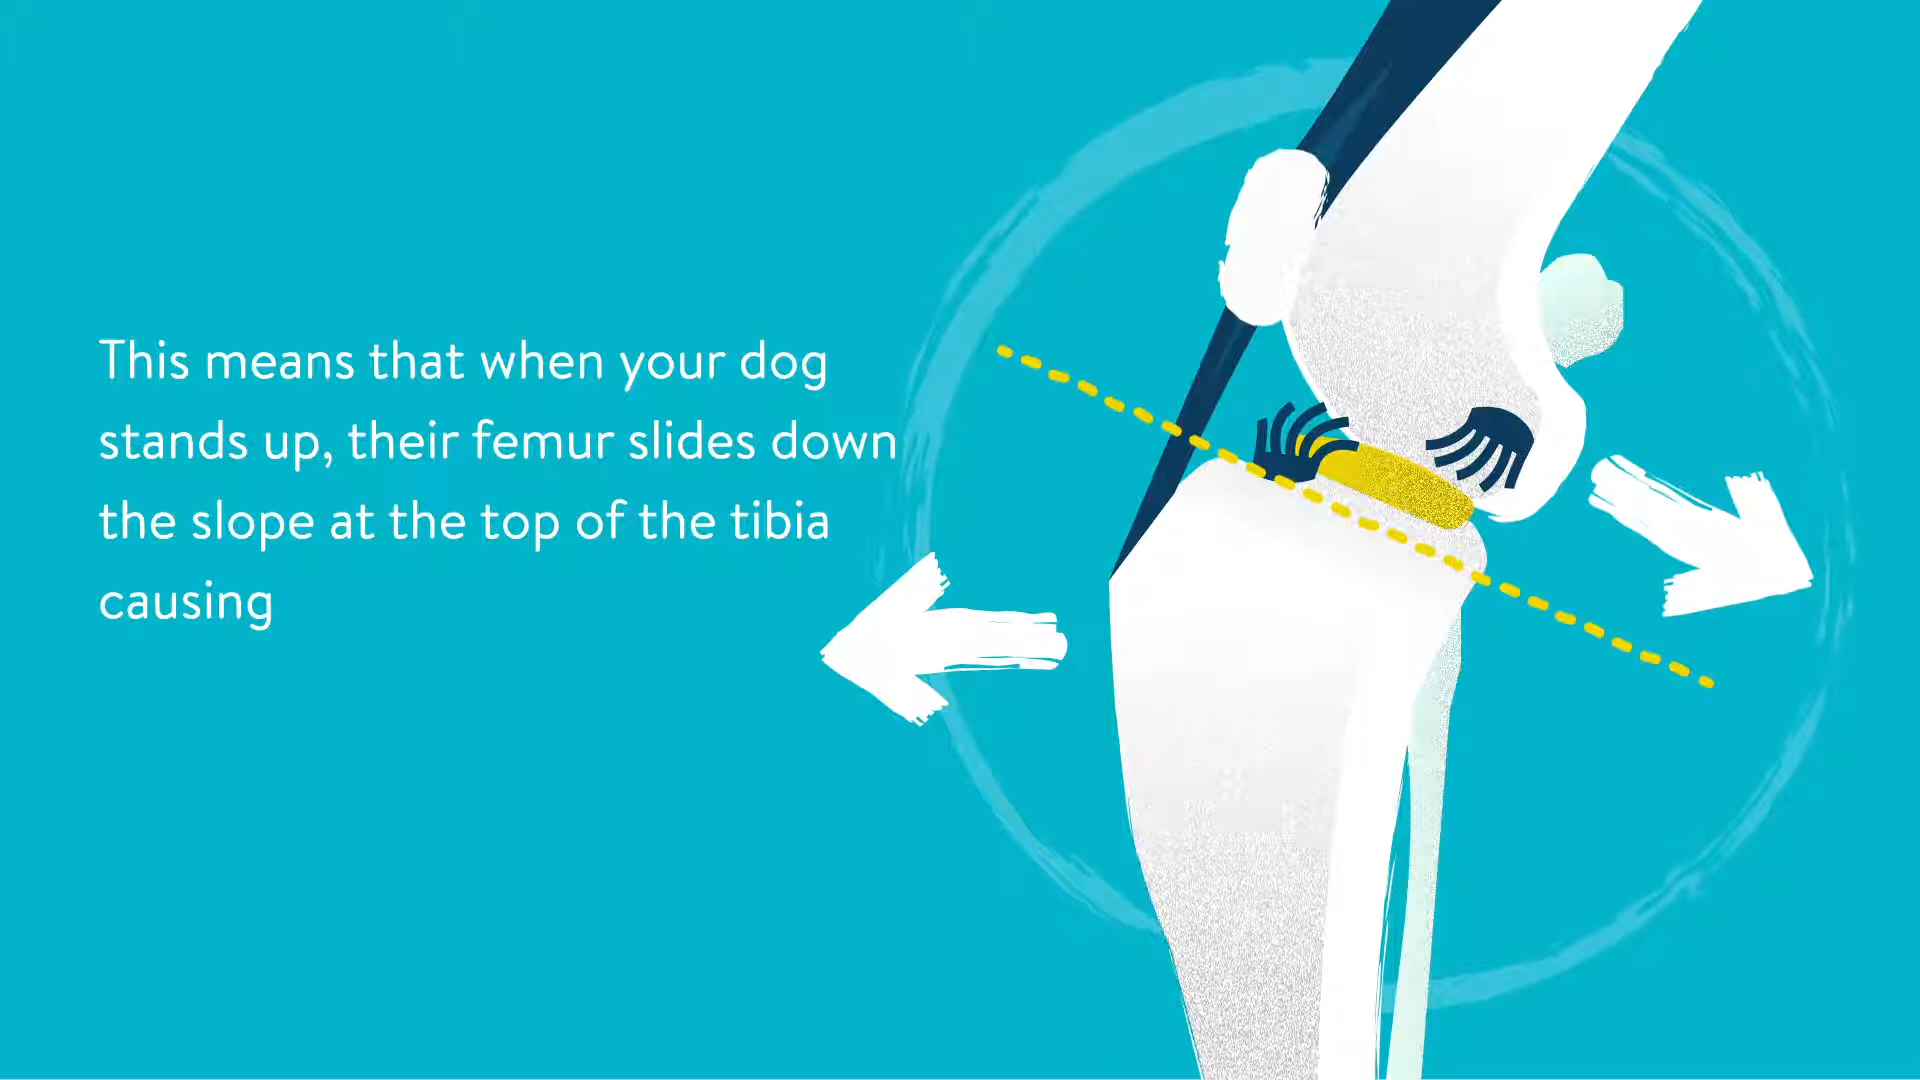 This means that when your dog
stands up, their femur slides down
the slope at the top of the tibia
causing